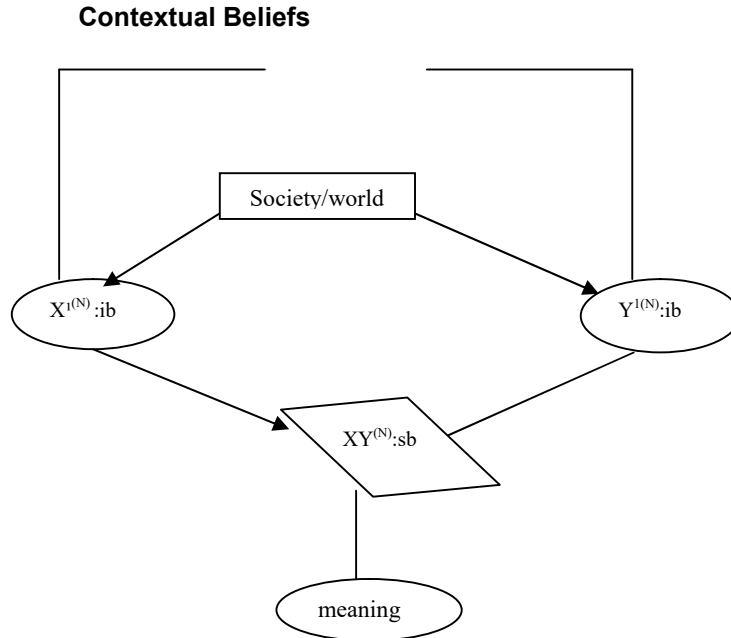 Contextual Beliefs
Society/world
X¹⁽ᴺ⁾ :ib
Y¹⁽ᴺ⁾:ib
XY⁽ᴺ⁾:sb
meaning